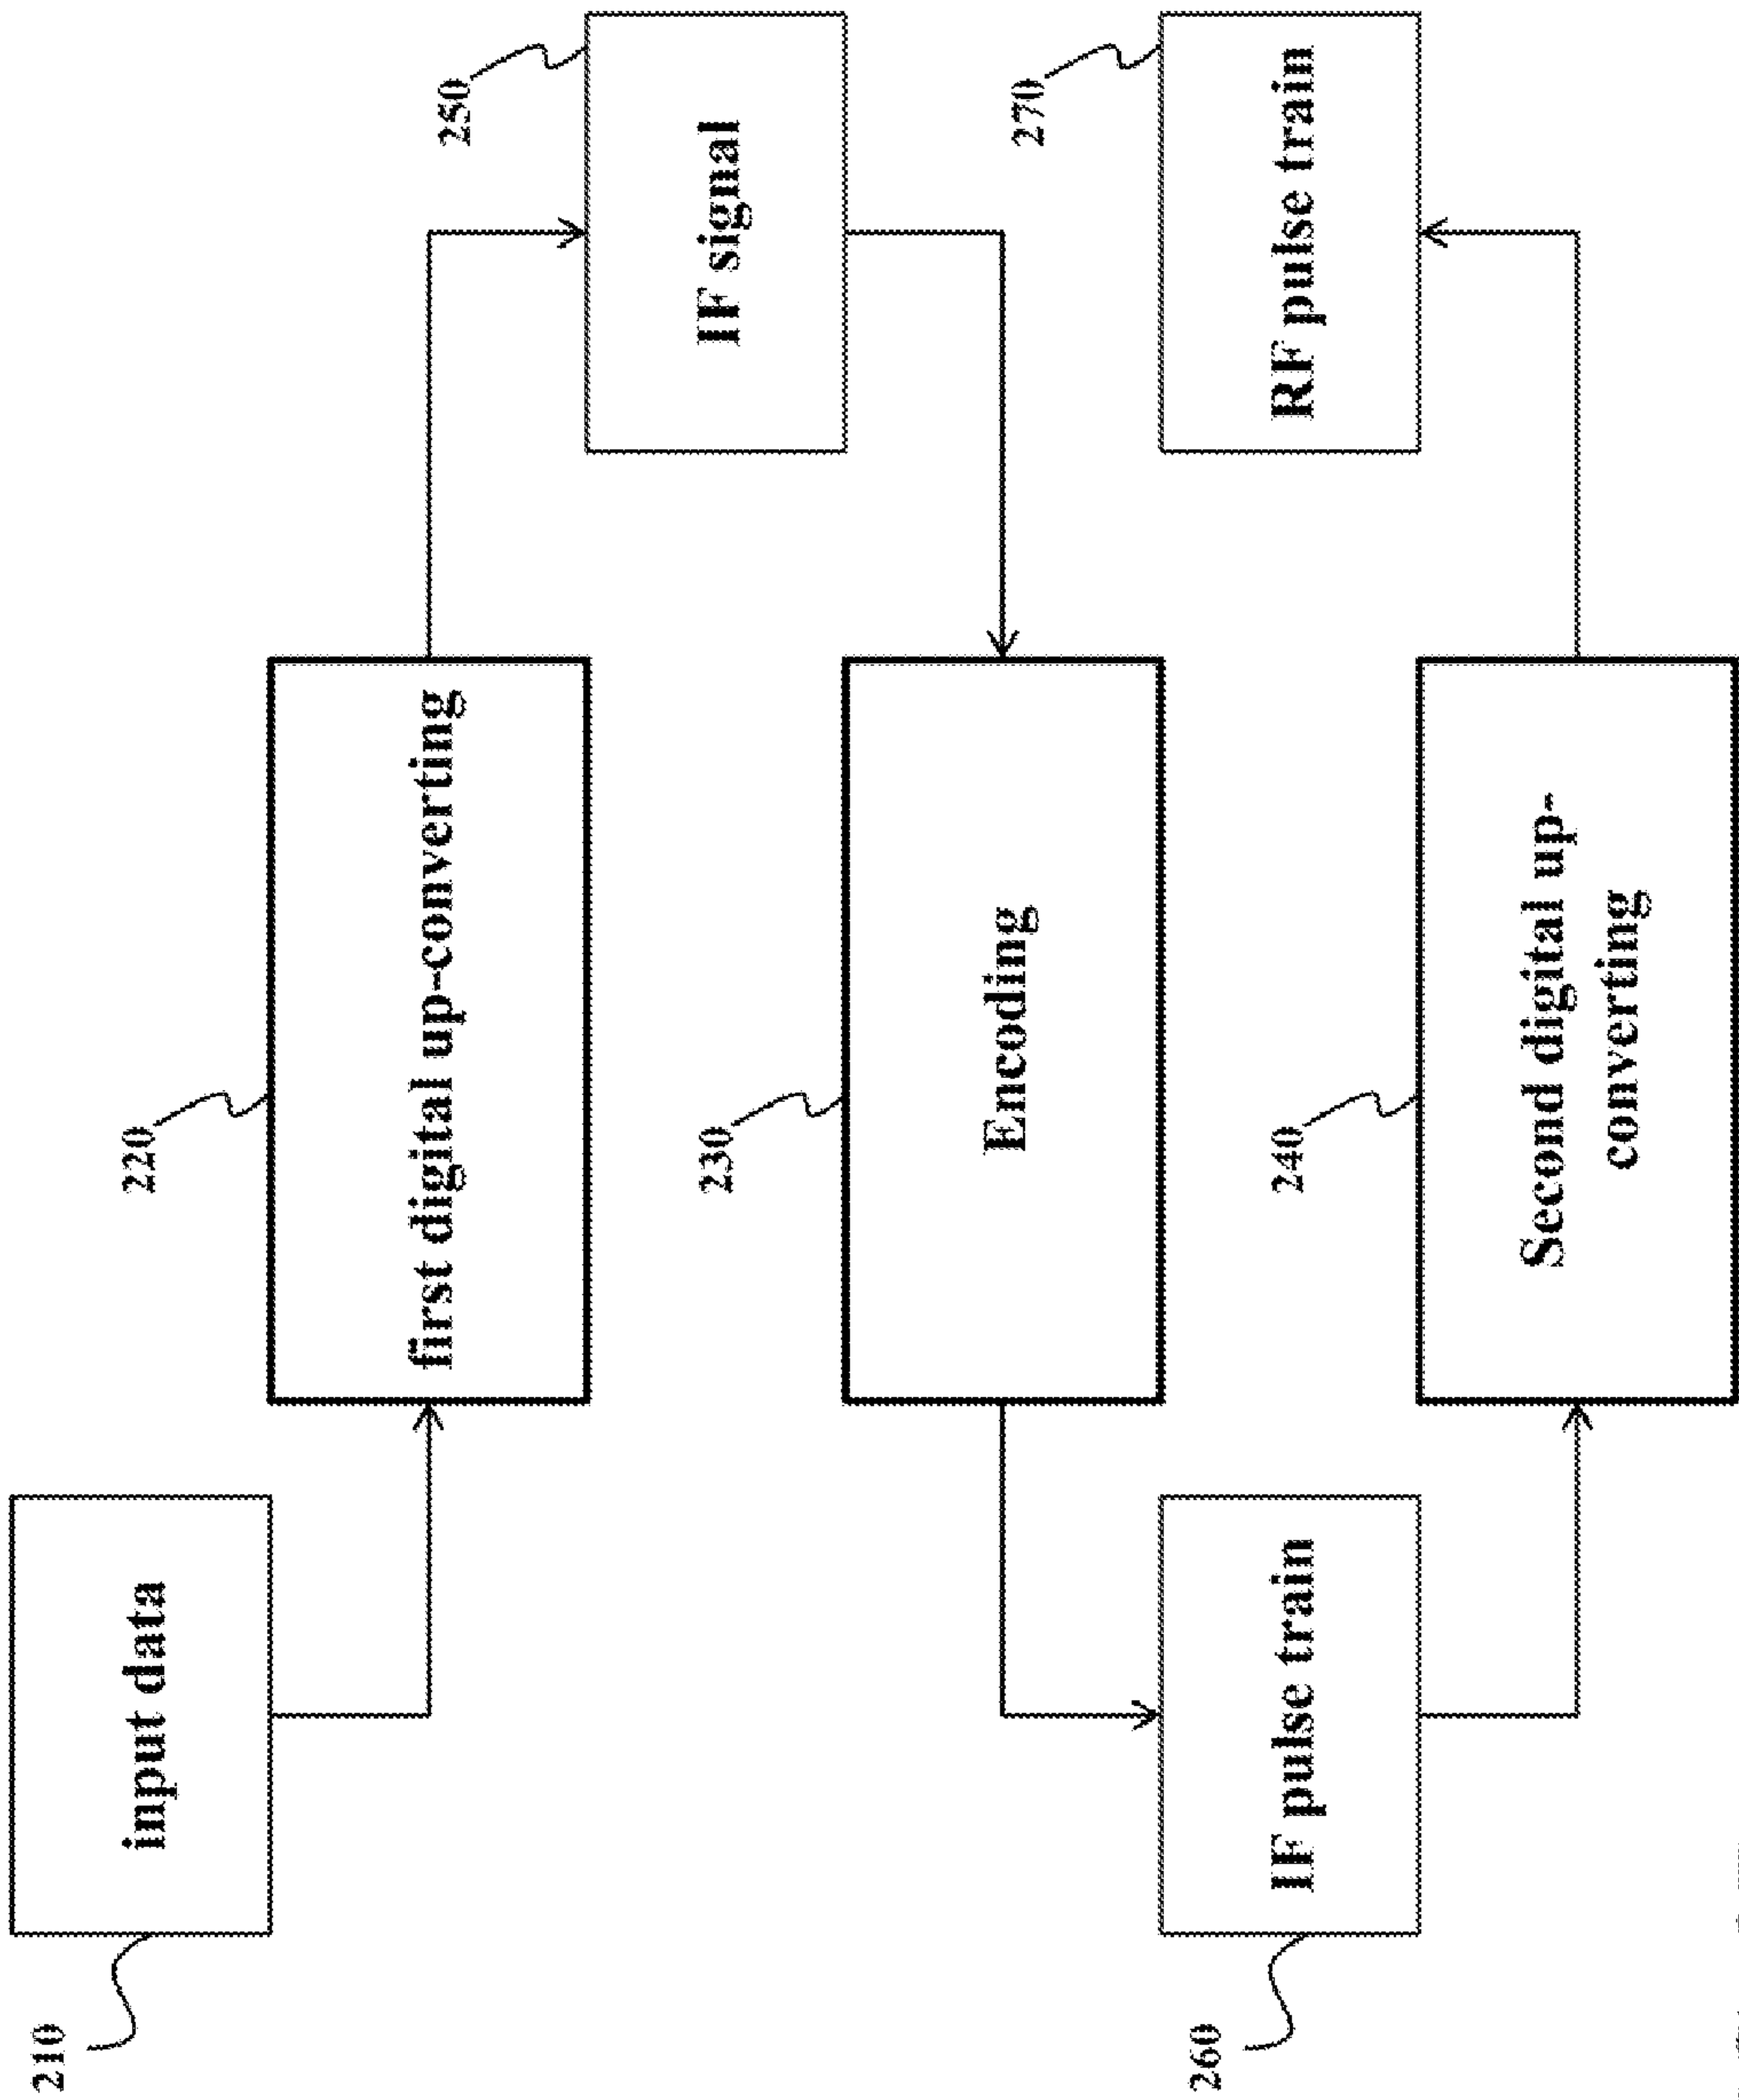 210
input data
220
first digital up-converting
250
IF signal
230
Encoding
260
IF pulse train
240
Second digital up-
converting
270
RF pulse train